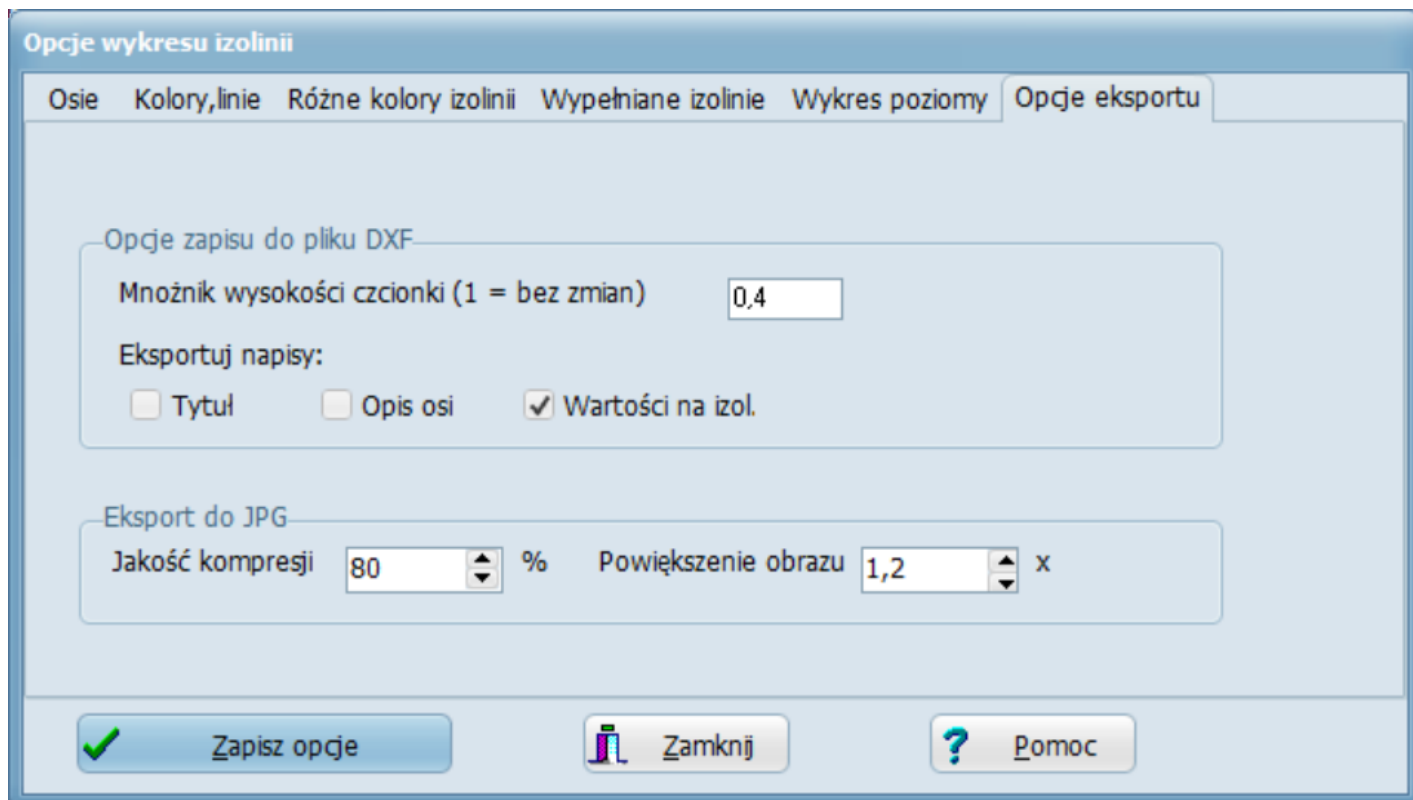 Opcje wykresu izolinii
Osie Kolory,linie Różne kolory izolinii Wypełniane izolinie Wykres poziomy Opcje eksportu
Opcje zapisu do pliku DXF
Mnożnik wysokości czcionki (1 = bez zmian) 0,4
Eksportuj napisy:
Tytuł Opis osi Wartości na izol.
Eksport do JPG
Jakość kompresji 80 % Powiększenie obrazu 1,2 x
Zapisz opcje Zamknij Pomoc